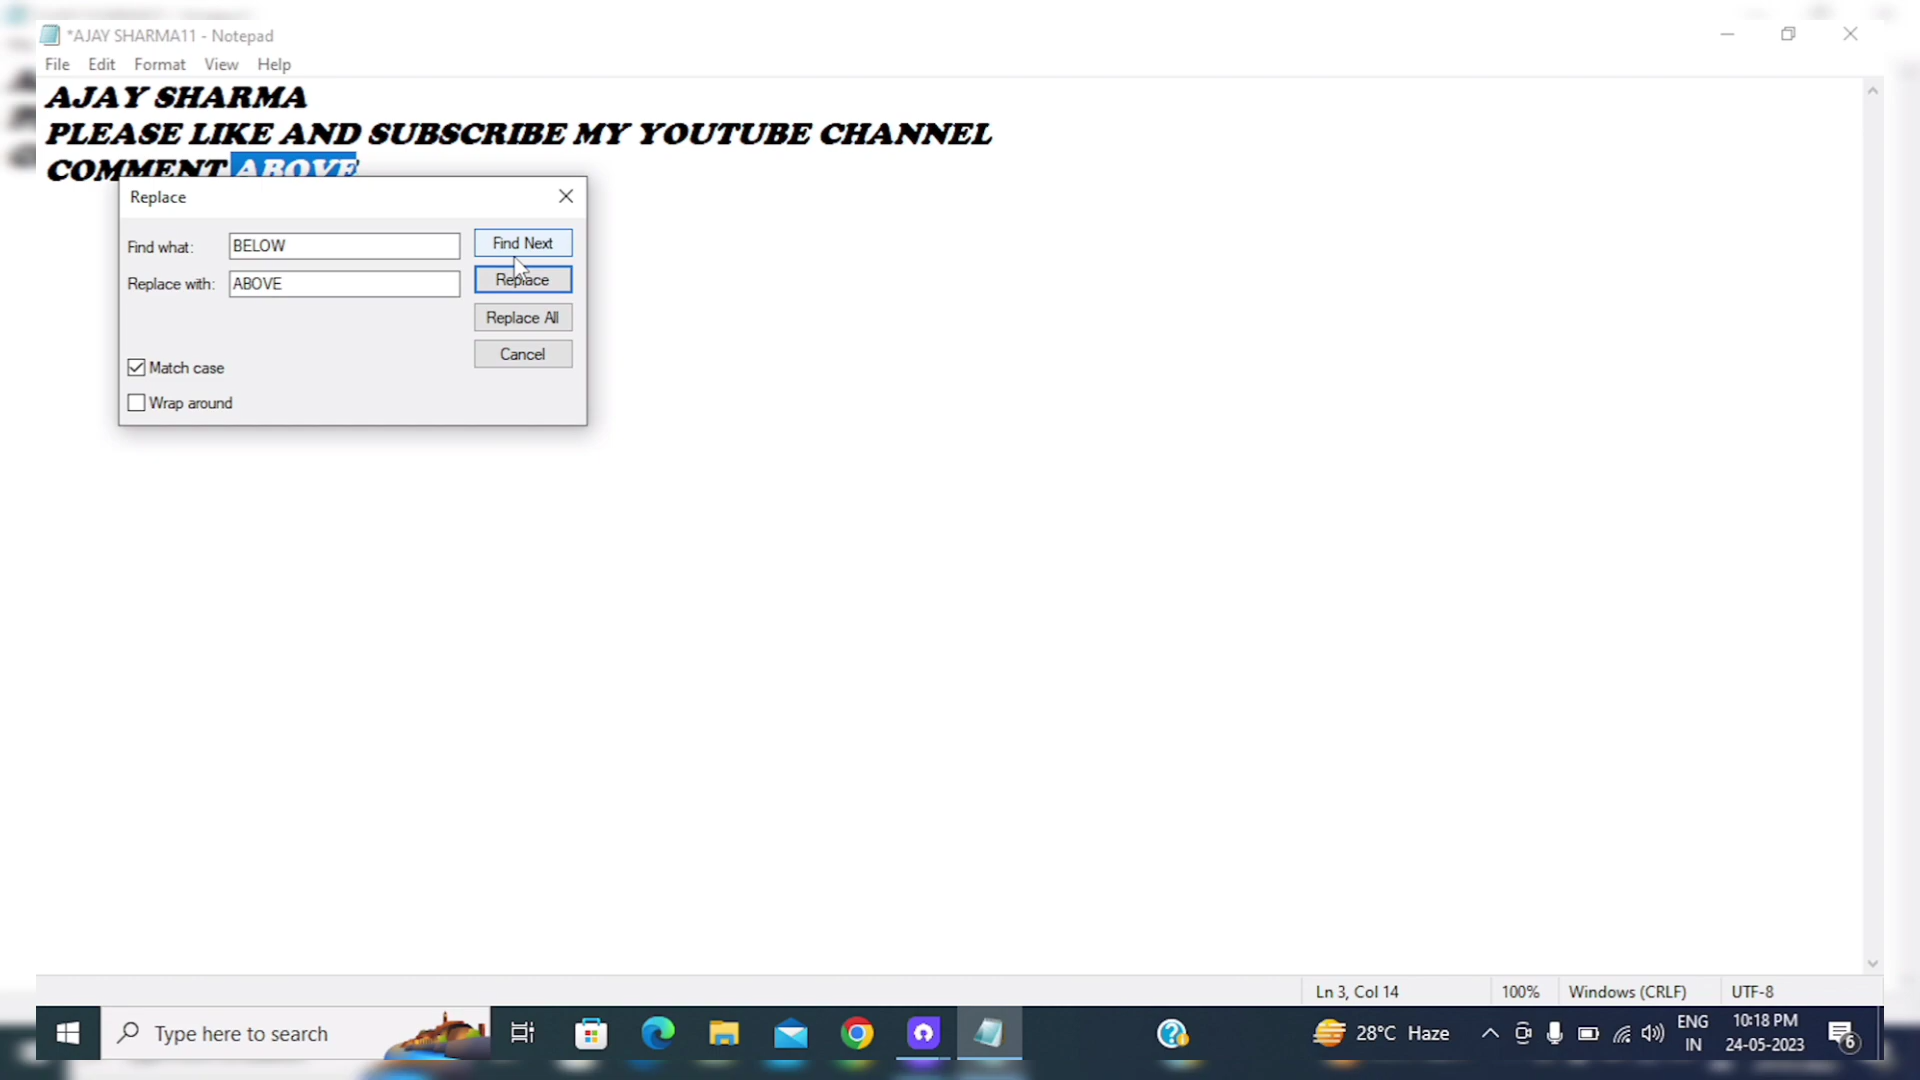 *AJAY SHARMA11 - Notepad
File Edit Format View Help
AJAY SHARMA
PLEASE LIKE AND SUBSCRIBE MY YOUTUBE CHANNEL
COMMENT ABOVE
Replace
Find what: BELOW Find Next
Replace with: ABOVE Replace
Replace All
Cancel
Match case
Wrap around
Ln 3, Col 14 100% Windows (CRLF) UTF-8
Type here to search
28°C Haze
ENG
IN
10:18 PM
24-05-2023
6